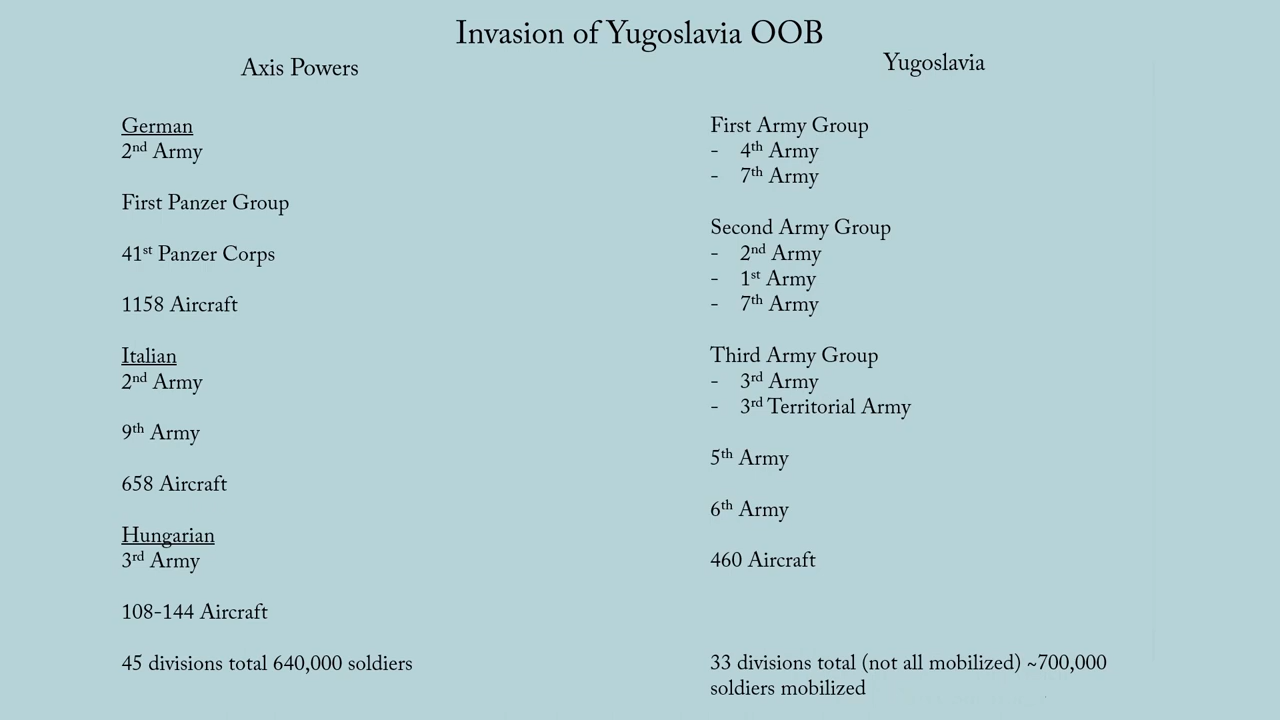 Invasion of Yugoslavia OOB
Axis Powers
German
2nd Army
First Panzer Group
41st Panzer Corps
1158 Aircraft
Italian
2nd Army
9th Army
658 Aircraft
Hungarian
3rd Army
108-144 Aircraft
45 divisions total 640,000 soldiers
Yugoslavia
First Army Group
- 4th Army
- 7th Army
Second Army Group
- 2nd Army
- 1st Army
- 7th Army
Third Army Group
- 3rd Army
- 3rd Territorial Army
5th Army
6th Army
460 Aircraft
33 divisions total (not all mobilized) ~700,000
soldiers mobilized